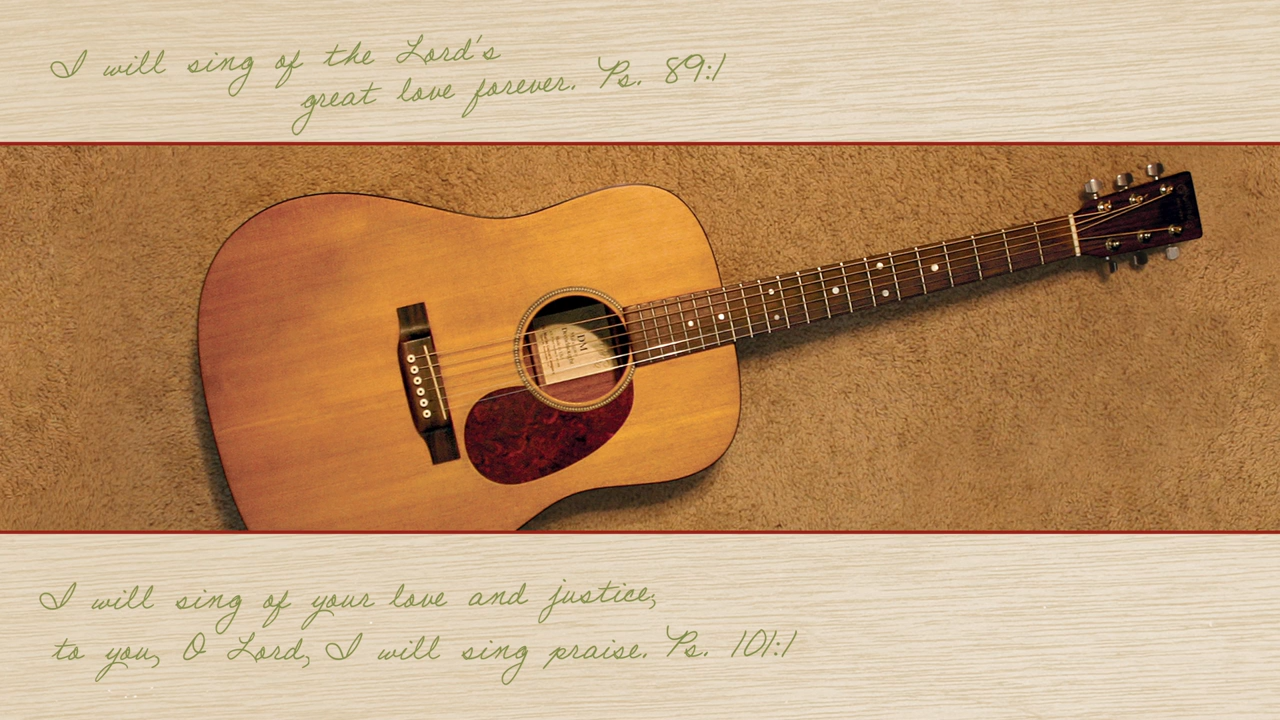 I will sing of the Lord's
great love forever. Ps. 89:1
DM
I will sing of your love and justice;
to you, O Lord, I will sing praise. Ps. 101:1